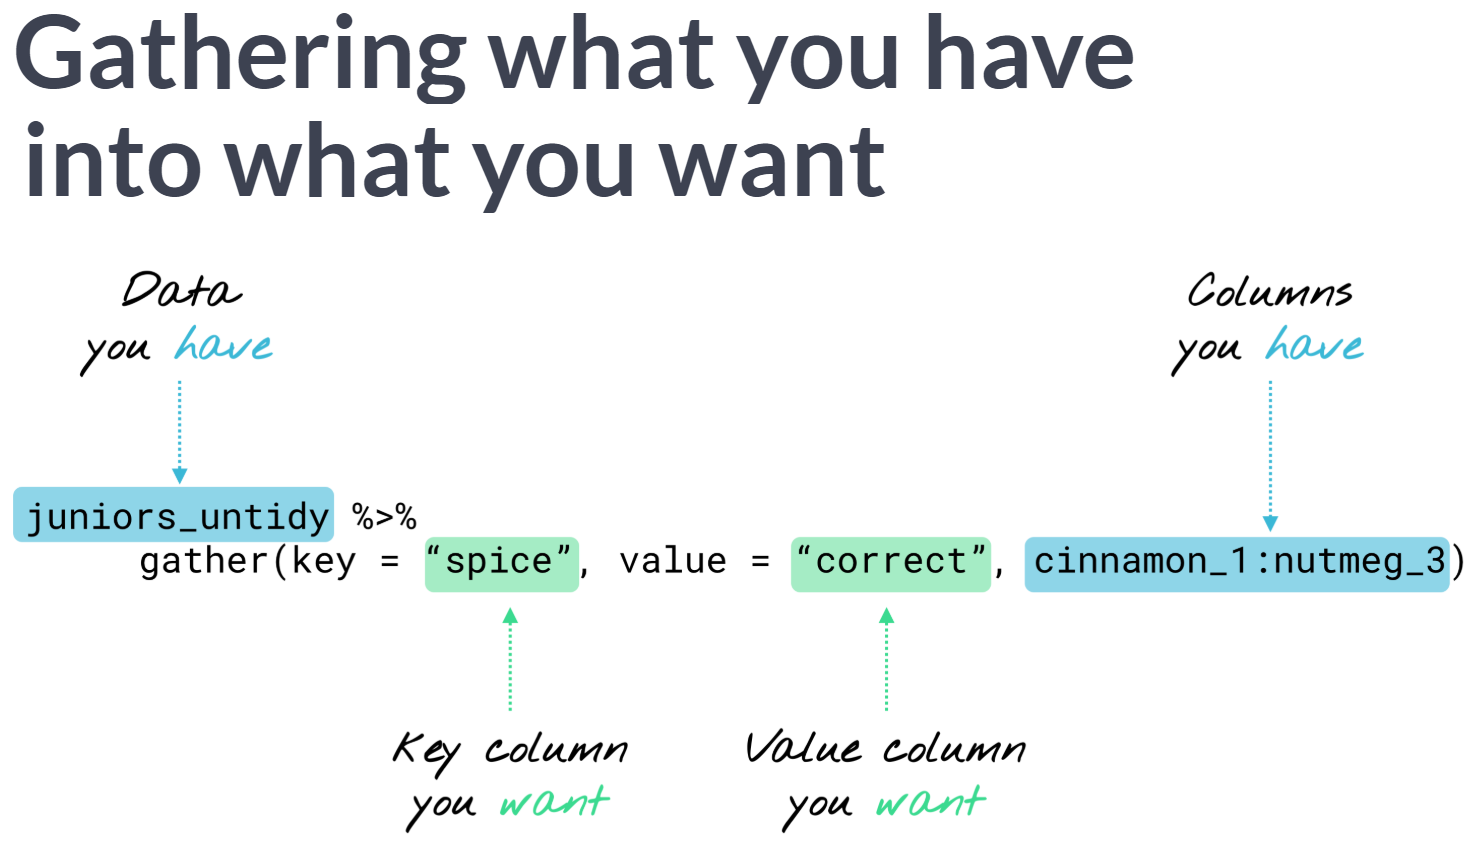 Gathering what you have
into what you want
Data
you have
Columns
you have
juniors_untidy %>%
gather(key = “spice”, value = “correct”, cinnamon_1:nutmeg_3)
Key column
you want
Value column
you want